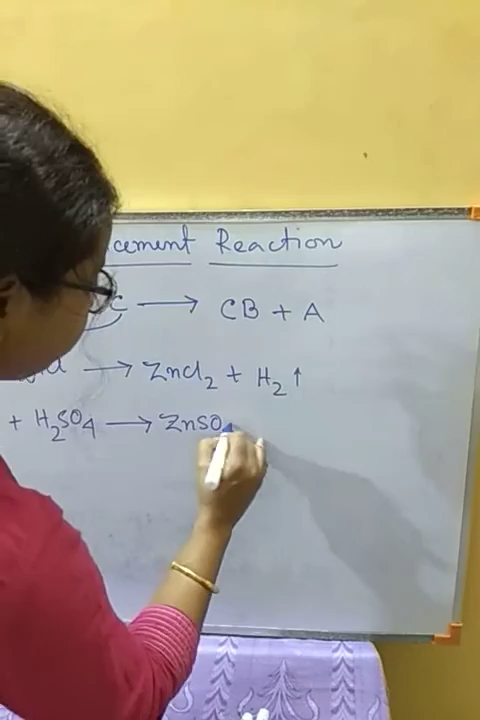 cement Reaction
C → CB + A
→ ZnCl₂ + H₂↑
+ H₂SO₄ → ZnSO